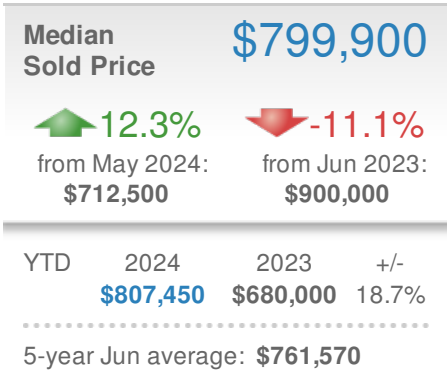 Median $799,900
Sold Price
12.3% -11.1%
from May 2024: from Jun 2023:
$712,500 $900,000
YTD 2024 2023 +/-
$807,450 $680,000 18.7%
5-year Jun average: $761,570